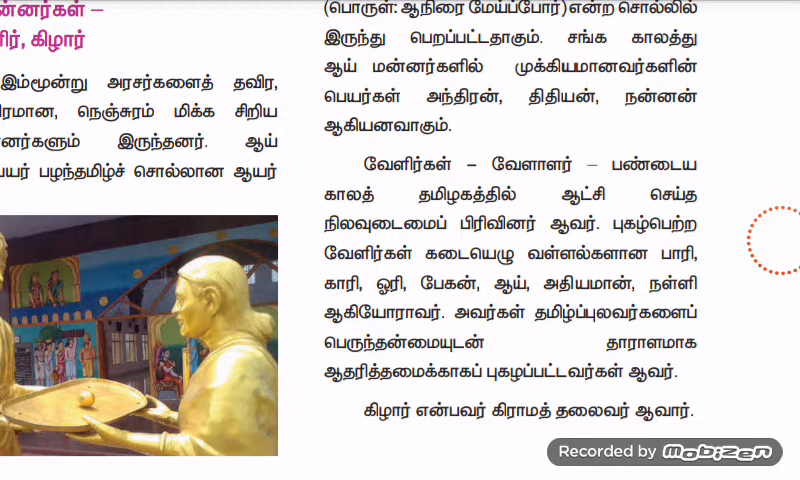 ன்னர்கள் –
ளிர், கிழார்
இம்மூன்று அரசர்களைத் தவிர,
ரமான, நெஞ்சுரம் மிக்க சிறிய
னர்களும் இருந்தனர். ஆய்
பயர் பழந்தமிழ்ச் சொல்லான ஆயர்
(பொருள்: ஆநிரை மேய்ப்போர்) என்ற சொல்லில்
இருந்து பெறப்பட்டதாகும். சங்க காலத்து
ஆய் மன்னர்களில் முக்கியமானவர்களின்
பெயர்கள் அந்திரன், திதியன், நன்னன்
ஆகியனவாகும்.
வேளிர்கள் – வேளாளர் – பண்டைய
காலத் தமிழகத்தில் ஆட்சி செய்த
நிலவுடைமைப் பிரிவினர் ஆவர். புகழ்பெற்ற
வேளிர்கள் கடையெழு வள்ளல்களான பாரி,
காரி, ஓரி, பேகன், ஆய், அதியமான், நள்ளி
ஆகியோராவர். அவர்கள் தமிழ்ப்புலவர்களைப்
பெருந்தன்மையுடன் தாராளமாக
ஆதரித்தமைக்காகப் புகழப்பட்டவர்கள் ஆவர்.
கிழார் என்பவர் கிராமத் தலைவர் ஆவார்.
Recorded by mobizen